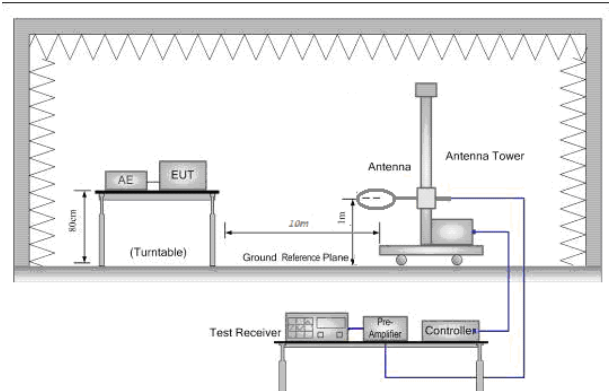 AE
EUT
80cm
(Turntable)
10m
Antenna
Antenna Tower
1m
Ground Reference Plane
Test Receiver
Pre-
Amplifier
Controller